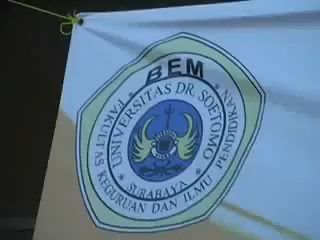 BEM
FAKULTAS KEGURUAN DAN ILMU PENDIDIKAN
UNIVERSITAS DR. SOETOMO
SURABAYA